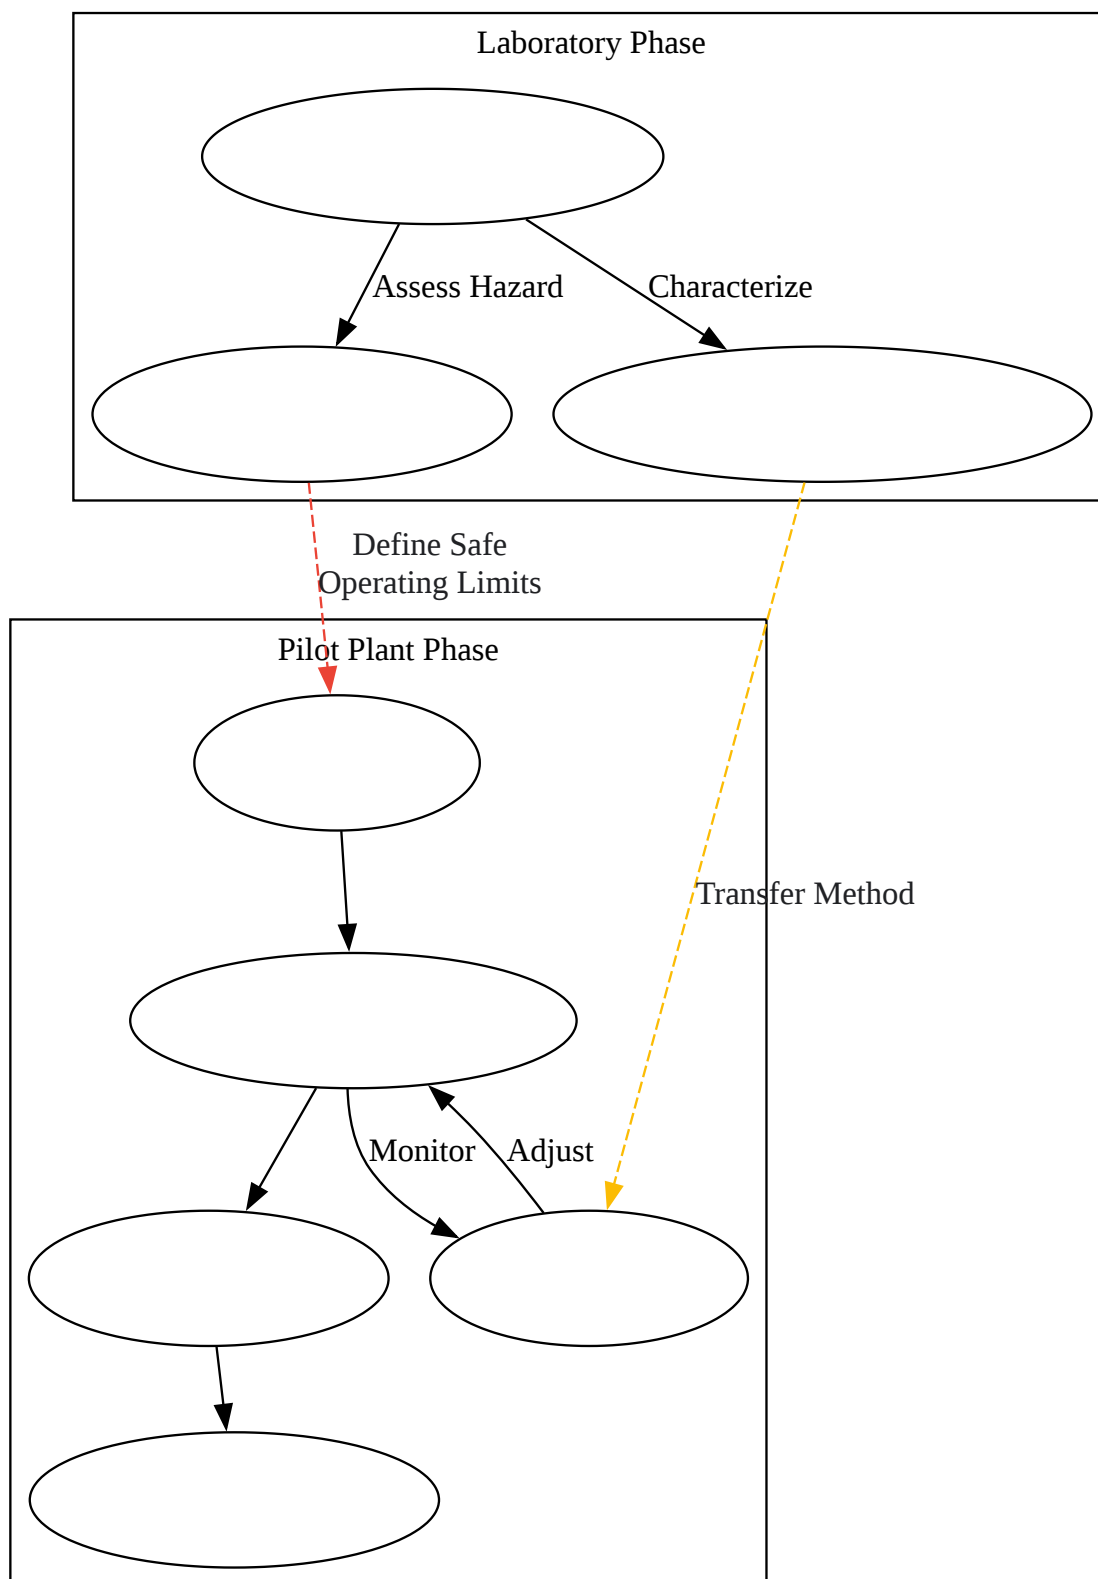 Laboratory Phase
Assess Hazard
Characterize
Define Safe
Operating Limits
Pilot Plant Phase
Transfer Method
Monitor
Adjust